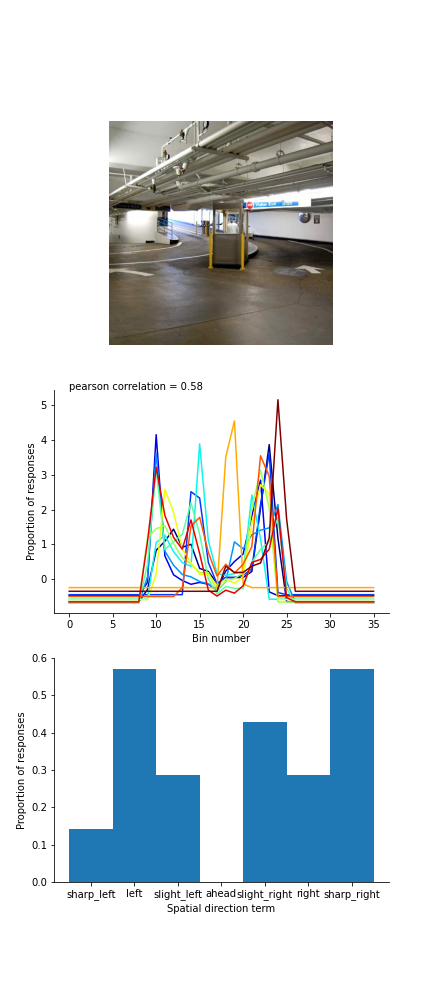 pearson correlation = 0.58
5
4
3
2
1
0
Proportion of responses
0 5 10 15 20 25 30 35
Bin number
0.6
0.5
0.4
0.3
0.2
0.1
0.0
Proportion of responses
sharp_left left slight_left ahead slight_right right sharp_right
Spatial direction term